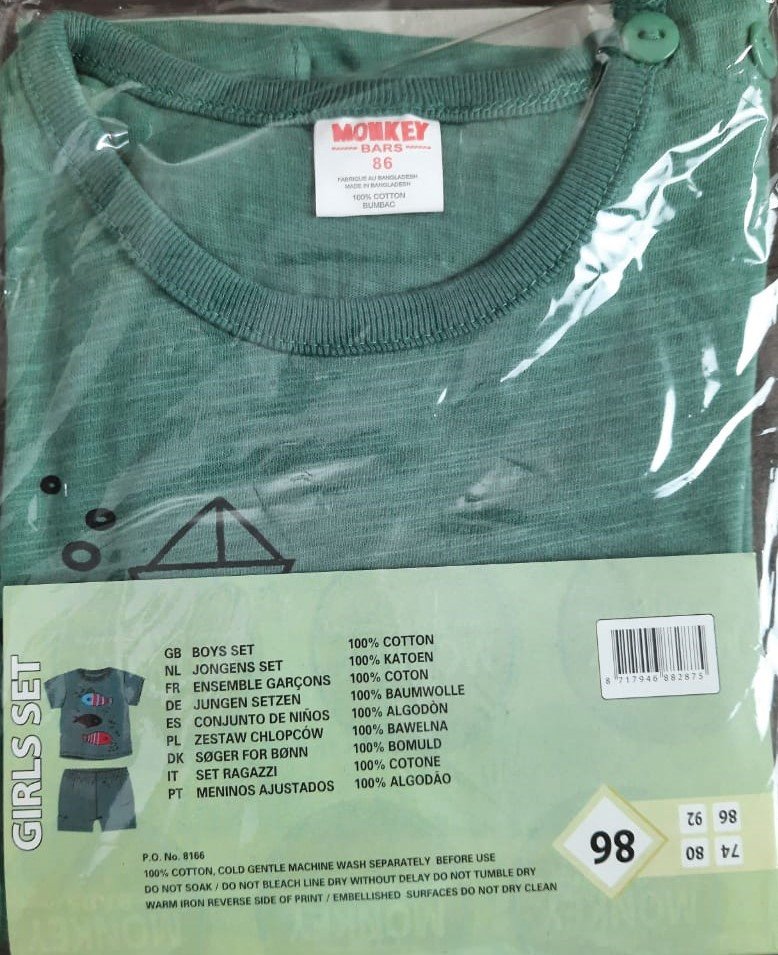 MONKEY
BARS
86
FABRIQUE AU BANGLADESH
MADE IN BANGLADESH
100% COTTON
BUMBAC
GIRLS SET
GB BOYS SET 100% COTTON
NL JONGENS SET 100% KATOEN
FR ENSEMBLE GARÇONS 100% COTON
DE JUNGEN SETZEN 100% BAUMWOLLE
ES CONJUNTO DE NIÑOS 100% ALGODÒN
PL ZESTAW CHLOPCÓW 100% BAWELNA
DK SØGER FOR BØNN 100% BOMULD
IT SET RAGAZZI 100% COTONE
PT MENINOS AJUSTADOS 100% ALGODÃO
8 717946 882875
86
74 80
86 92
P.O. No. 8166
100% COTTON, COLD GENTLE MACHINE WASH SEPARATELY BEFORE USE
DO NOT SOAK / DO NOT BLEACH LINE DRY WITHOUT DELAY DO NOT TUMBLE DRY
WARM IRON REVERSE SIDE OF PRINT / EMBELLISHED SURFACES DO NOT DRY CLEAN